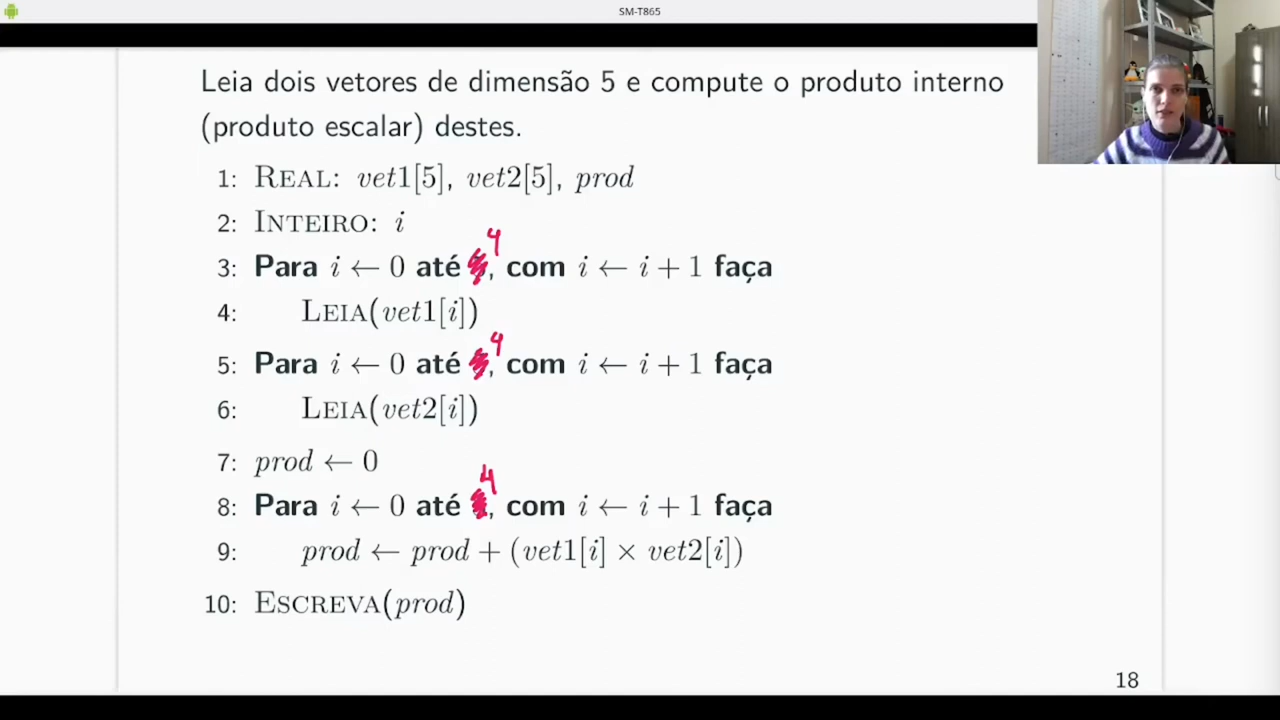 SM-T865
Leia dois vetores de dimensão 5 e compute o produto interno
(produto escalar) destes.
1: REAL: vet1[5], vet2[5], prod
2: INTEIRO: i
3: Para i ← 0 até 4, com i ← i + 1 faça
4: LEIA(vet1[i])
5: Para i ← 0 até 4, com i ← i + 1 faça
6: LEIA(vet2[i])
7: prod ← 0
8: Para i ← 0 até 4, com i ← i + 1 faça
9: prod ← prod + (vet1[i] × vet2[i])
10: ESCREVA(prod)
18